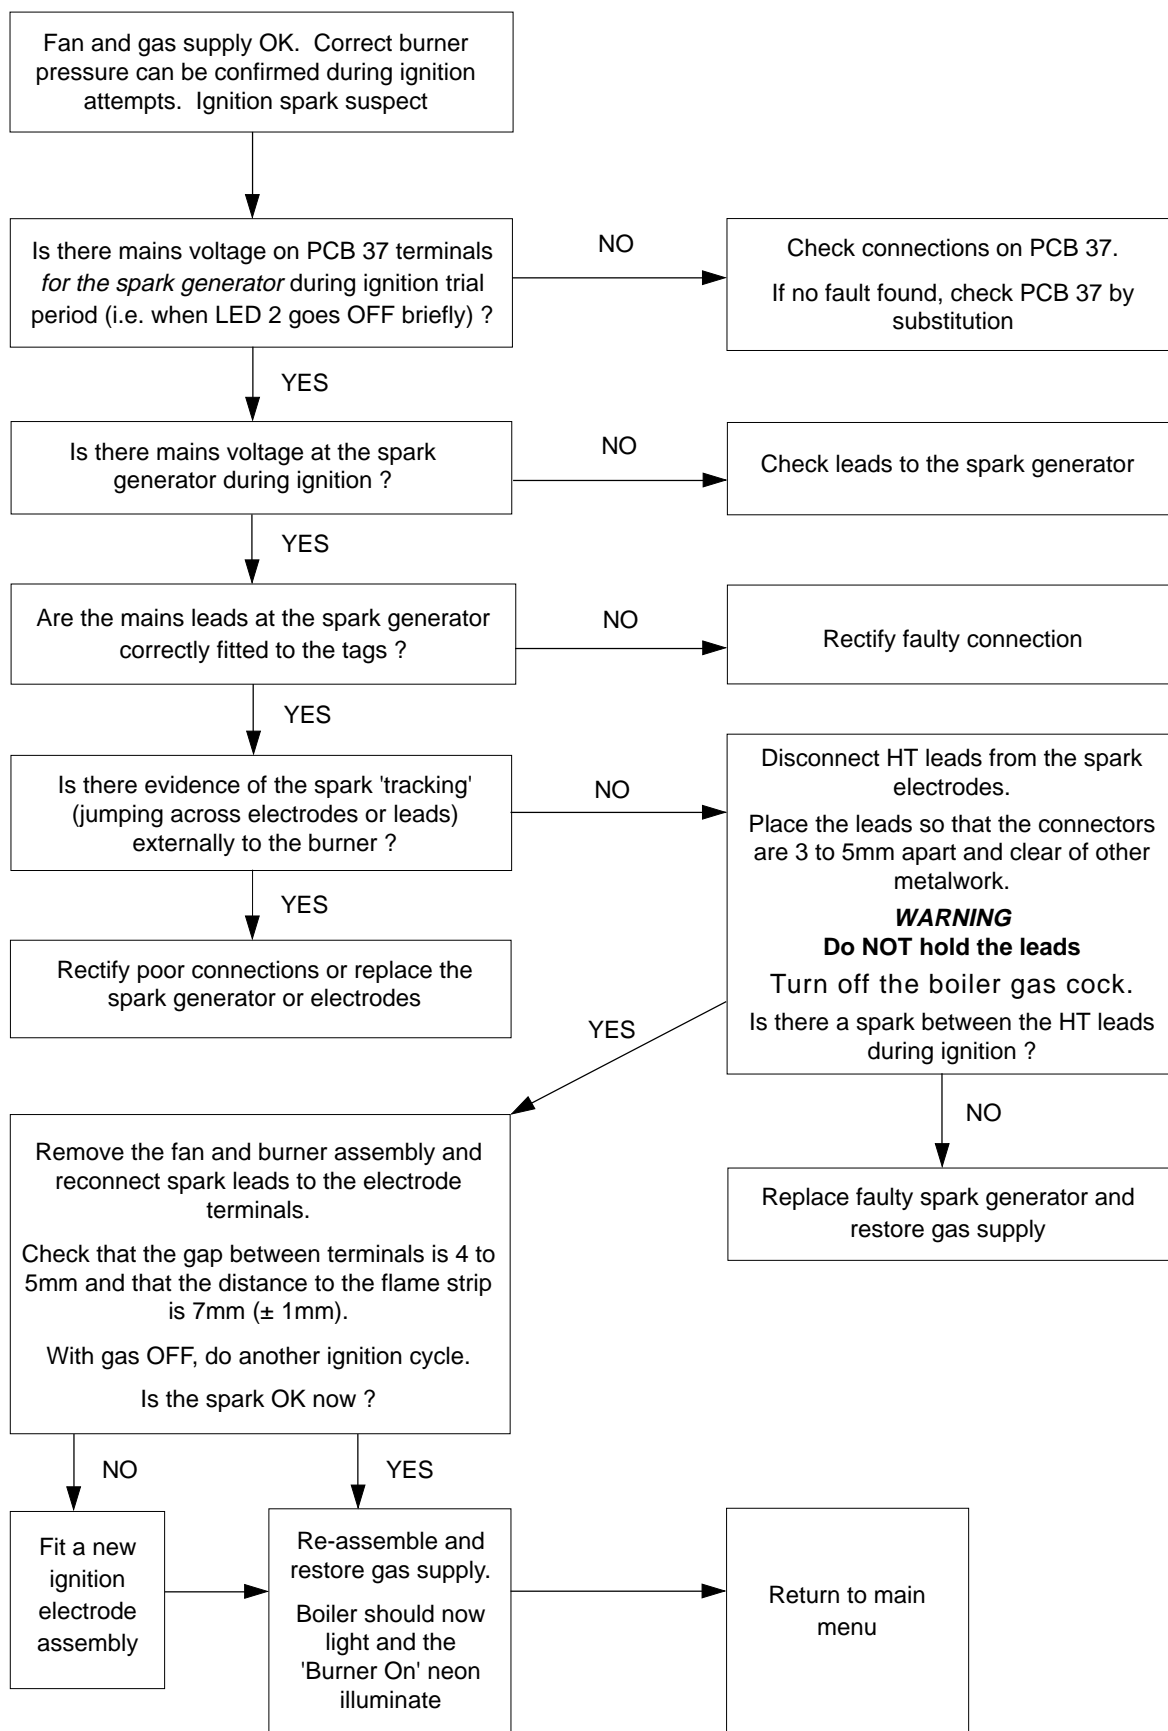 Fan and gas supply OK.  Correct burner
pressure can be confirmed during ignition
attempts.  Ignition spark suspect
Is there mains voltage on PCB 37 terminals
for the spark generator during ignition trial
period (i.e. when LED 2 goes OFF briefly) ?
NO
Check connections on PCB 37.
If no fault found, check PCB 37 by
substitution
YES
Is there mains voltage at the spark
generator during ignition ?
NO
Check leads to the spark generator
YES
Are the mains leads at the spark generator
correctly fitted to the tags ?
NO
Rectify faulty connection
YES
Is there evidence of the spark 'tracking'
(jumping across electrodes or leads)
externally to the burner ?
NO
Disconnect HT leads from the spark
electrodes.
Place the leads so that the connectors
are 3 to 5mm apart and clear of other
metalwork.
WARNING
Do NOT hold the leads
Turn off the boiler gas cock.
Is there a spark between the HT leads
during ignition ?
YES
Rectify poor connections or replace the
spark generator or electrodes
YES
NO
Replace faulty spark generator and
restore gas supply
Remove the fan and burner assembly and
reconnect spark leads to the electrode
terminals.
Check that the gap between terminals is 4 to
5mm and that the distance to the flame strip
is 7mm (± 1mm).
With gas OFF, do another ignition cycle.
Is the spark OK now ?
NO
YES
Fit a new
ignition
electrode
assembly
Re-assemble and
restore gas supply.
Boiler should now
light and the
'Burner On' neon
illuminate
Return to main
menu